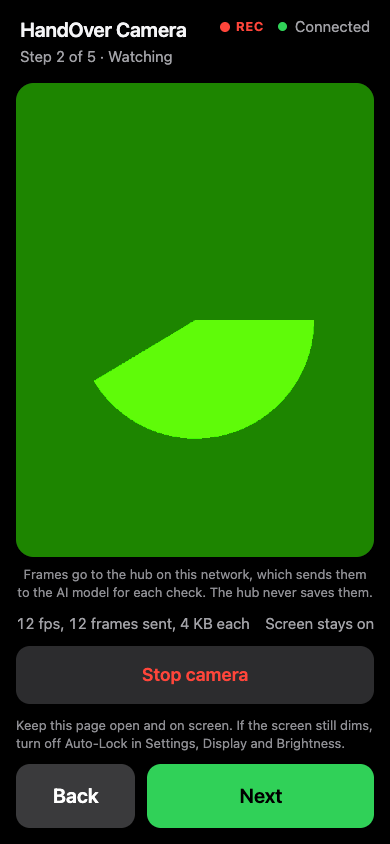 HandOver Camera
REC
Connected
Step 2 of 5 · Watching
Frames go to the hub on this network, which sends them
to the AI model for each check. The hub never saves them.
12 fps, 12 frames sent, 4 KB each
Screen stays on
Stop camera
Keep this page open and on screen. If the screen still dims,
turn off Auto-Lock in Settings, Display and Brightness.
Back
Next